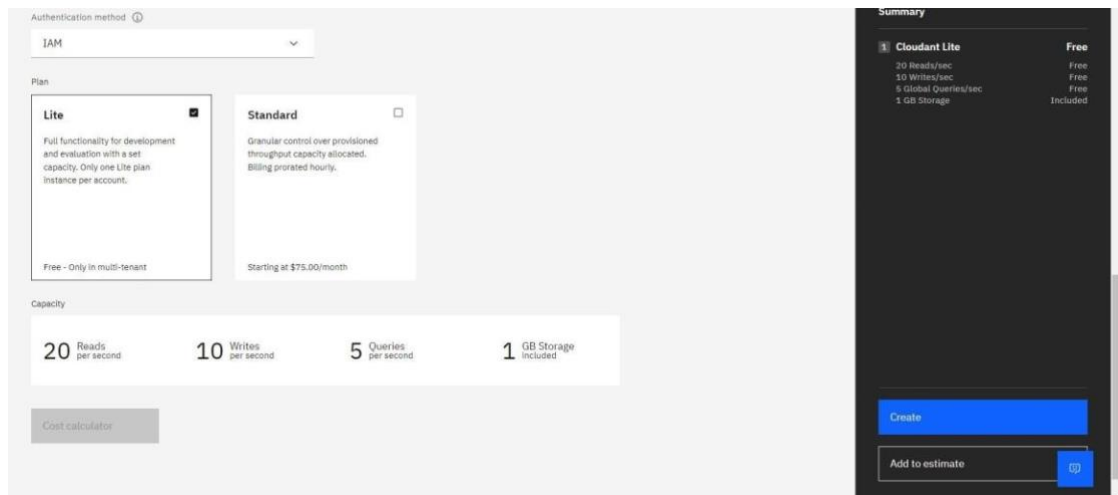 Authentication method
IAM
Plan
Lite
Full functionality for development
and evaluation with a set
capacity. Only one Lite plan
instance per account.
Free - Only in multi-tenant
Standard
Granular control over provisioned
throughput capacity allocated.
Billing prorated hourly.
Starting at $75.00/month
Capacity
20 Reads per second
10 Writes per second
5 Queries per second
1 GB Storage included
Cost calculator
Summary
1 Cloudant Lite Free
20 Reads/sec Free
10 Writes/sec Free
5 Global Queries/sec Free
1 GB Storage Included
Create
Add to estimate